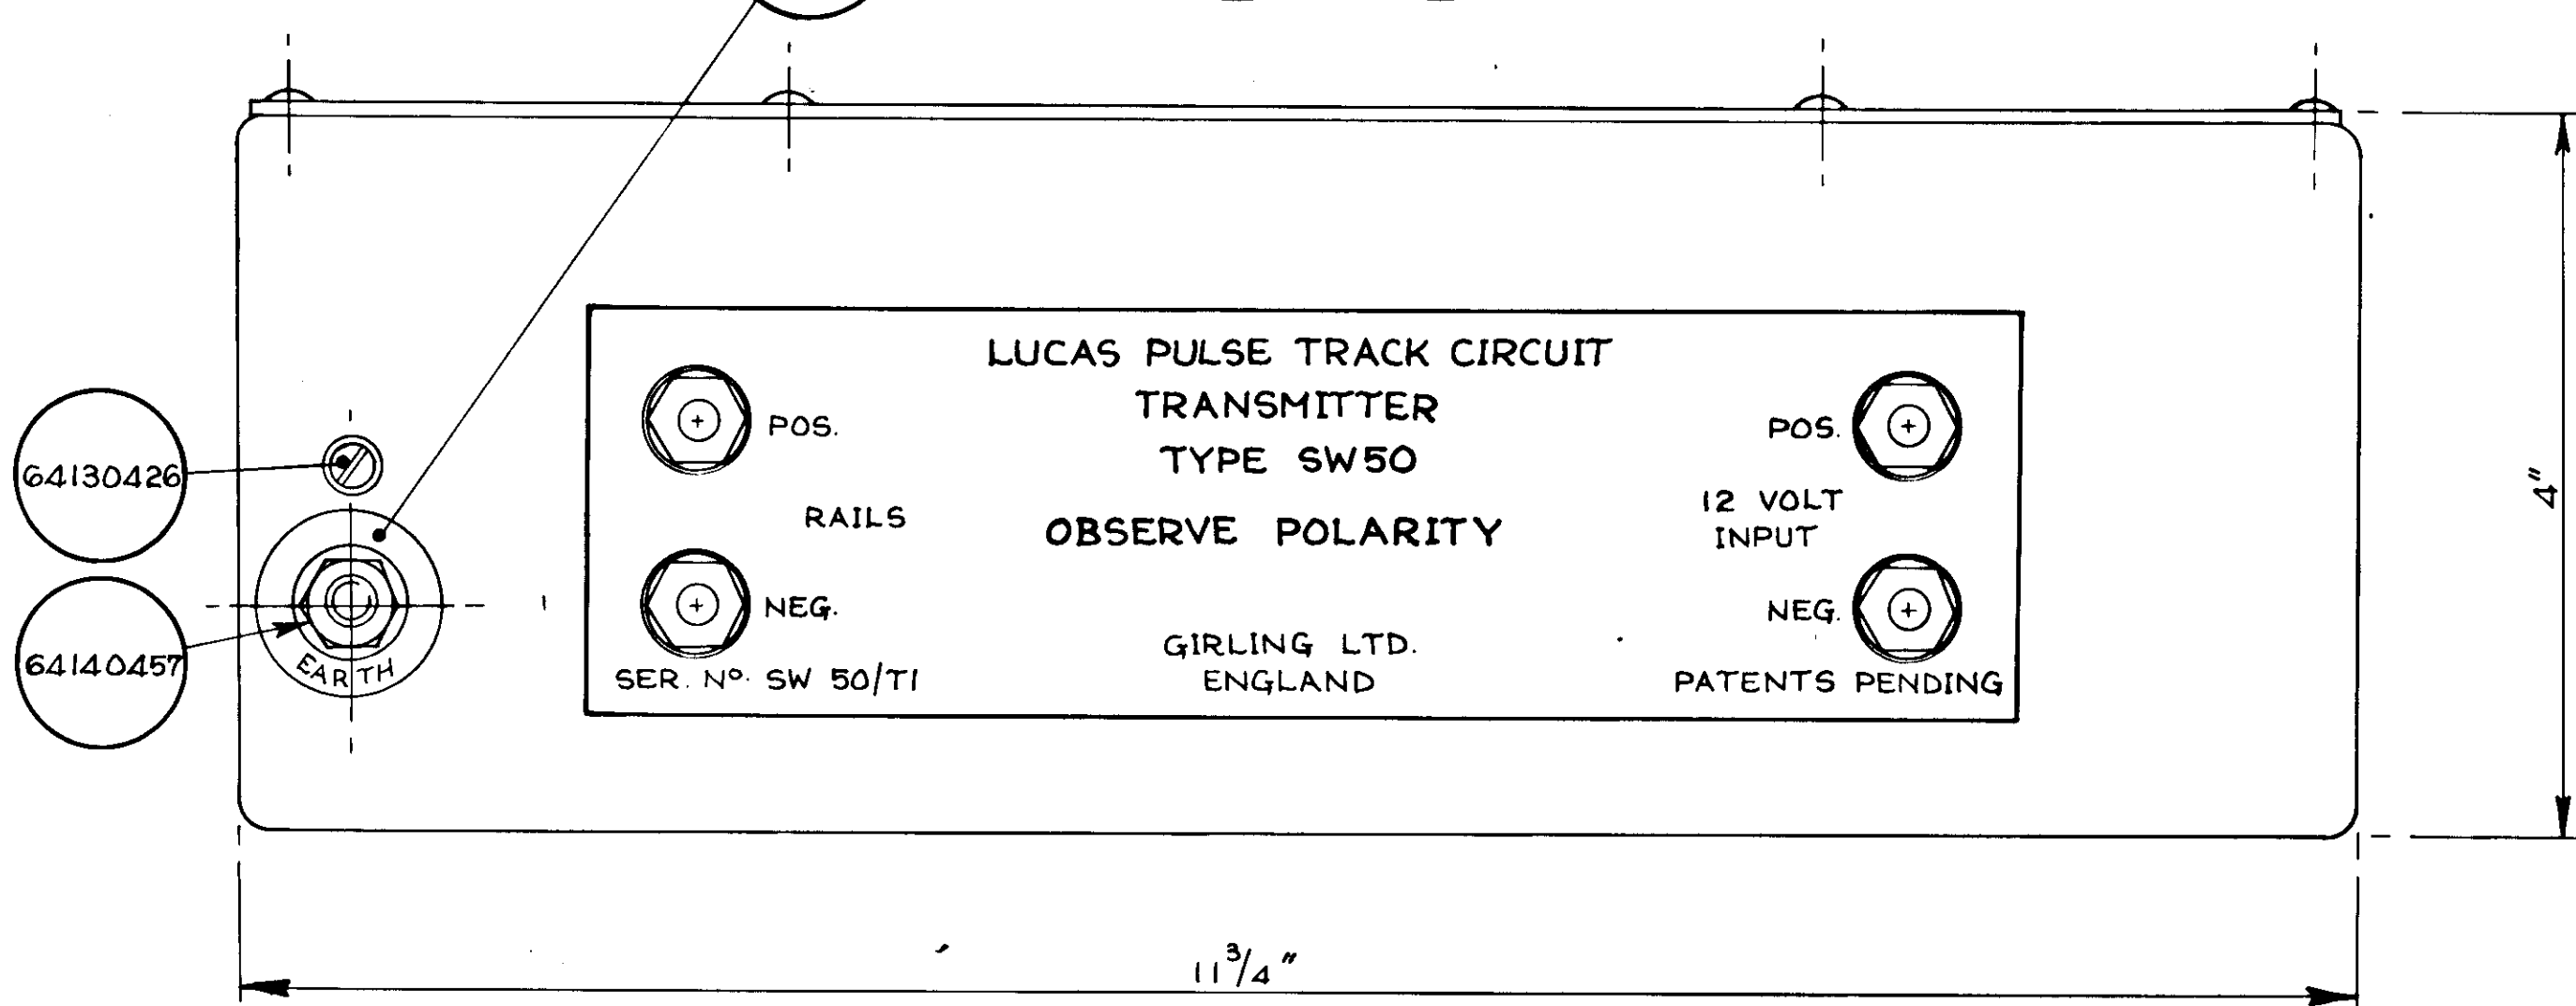 LUCAS PULSE TRACK CIRCUIT
TRANSMITTER
TYPE SW50
OBSERVE POLARITY
POS.
RAILS
NEG.
POS.
12 VOLT
INPUT
NEG.
GIRLING LTD.
ENGLAND
SER. Nº. SW 50/T1
PATENTS PENDING
64130426
64140457
EARTH
4"
11 3/4"